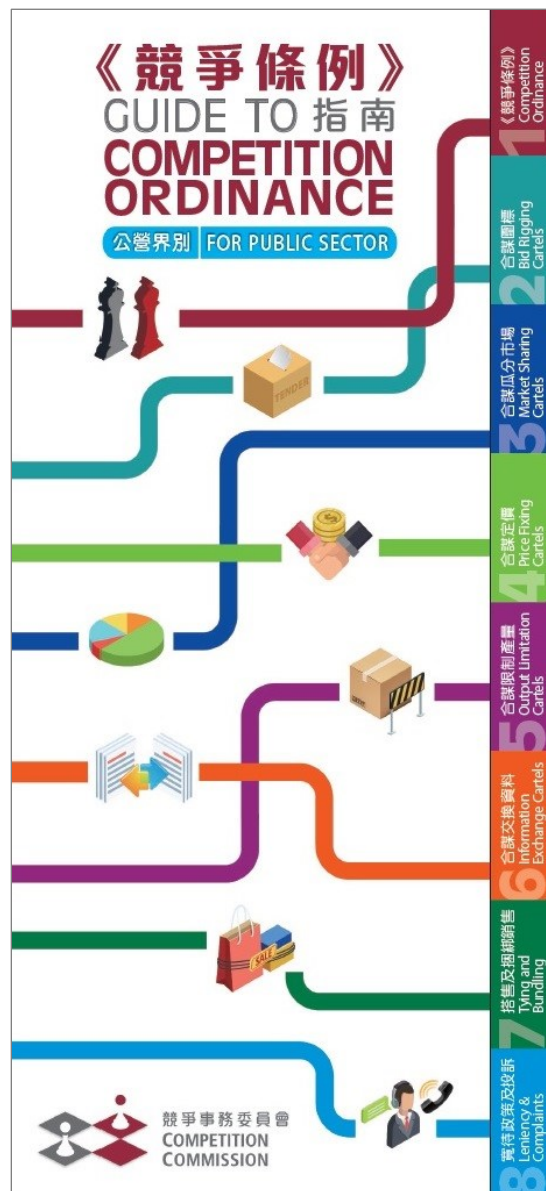 《競爭條例》
GUIDE TO 指南
COMPETITION
ORDINANCE
公營界別 FOR PUBLIC SECTOR
1
《競爭條例》
Competition
Ordinance
2
合謀圍標
Bid Rigging
Cartels
TENDER
3
合謀瓜分市場
Market Sharing
Cartels
4
合謀定價
Price Fixing
Cartels
5
合謀限制產量
Output Limitation
Cartels
6
合謀交換資料
Information
Exchange Cartels
7
搭售及捆綁銷售
Tying and
Bundling
SALE
8
寬待政策及投訴
Leniency &
Complaints
競爭事務委員會
COMPETITION
COMMISSION